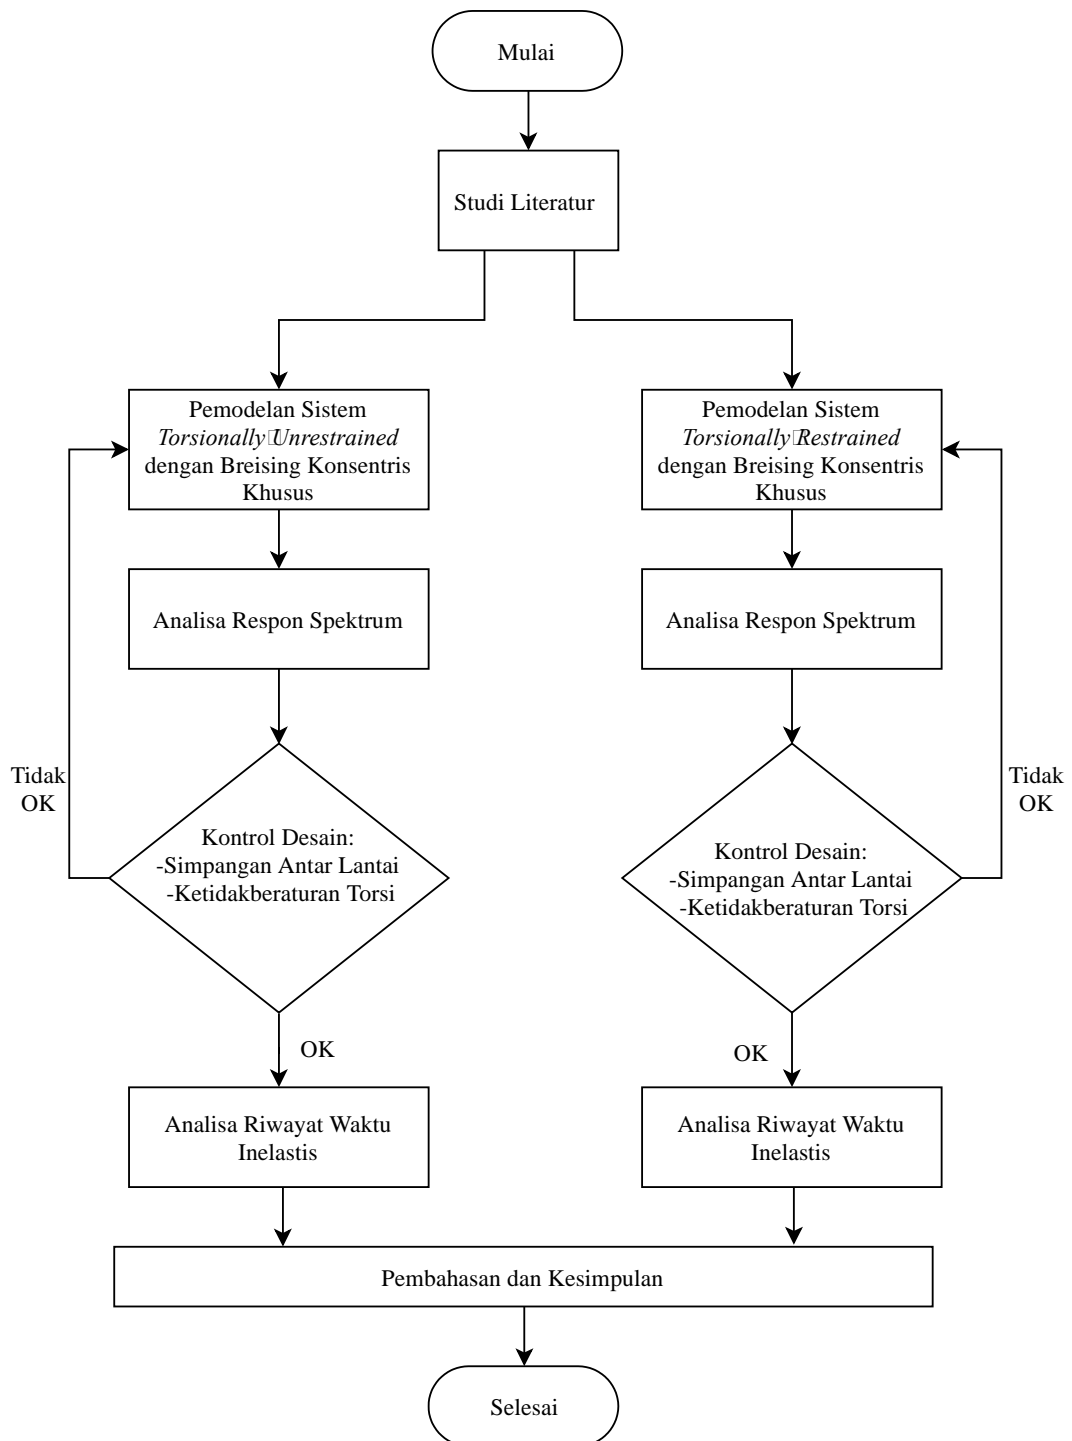 Mulai
Studi Literatur
Pemodelan Sistem
Torsionally Unrestrained
dengan Breising Konsentris
Khusus
Pemodelan Sistem
Torsionally Restrained
dengan Breising Konsentris
Khusus
Analisa Respon Spektrum
Analisa Respon Spektrum
Tidak
OK
Kontrol Desain:
-Simpangan Antar Lantai
-Ketidakberaturan Torsi
Kontrol Desain:
-Simpangan Antar Lantai
-Ketidakberaturan Torsi
Tidak
OK
OK
OK
Analisa Riwayat Waktu
Inelastis
Analisa Riwayat Waktu
Inelastis
Pembahasan dan Kesimpulan
Selesai